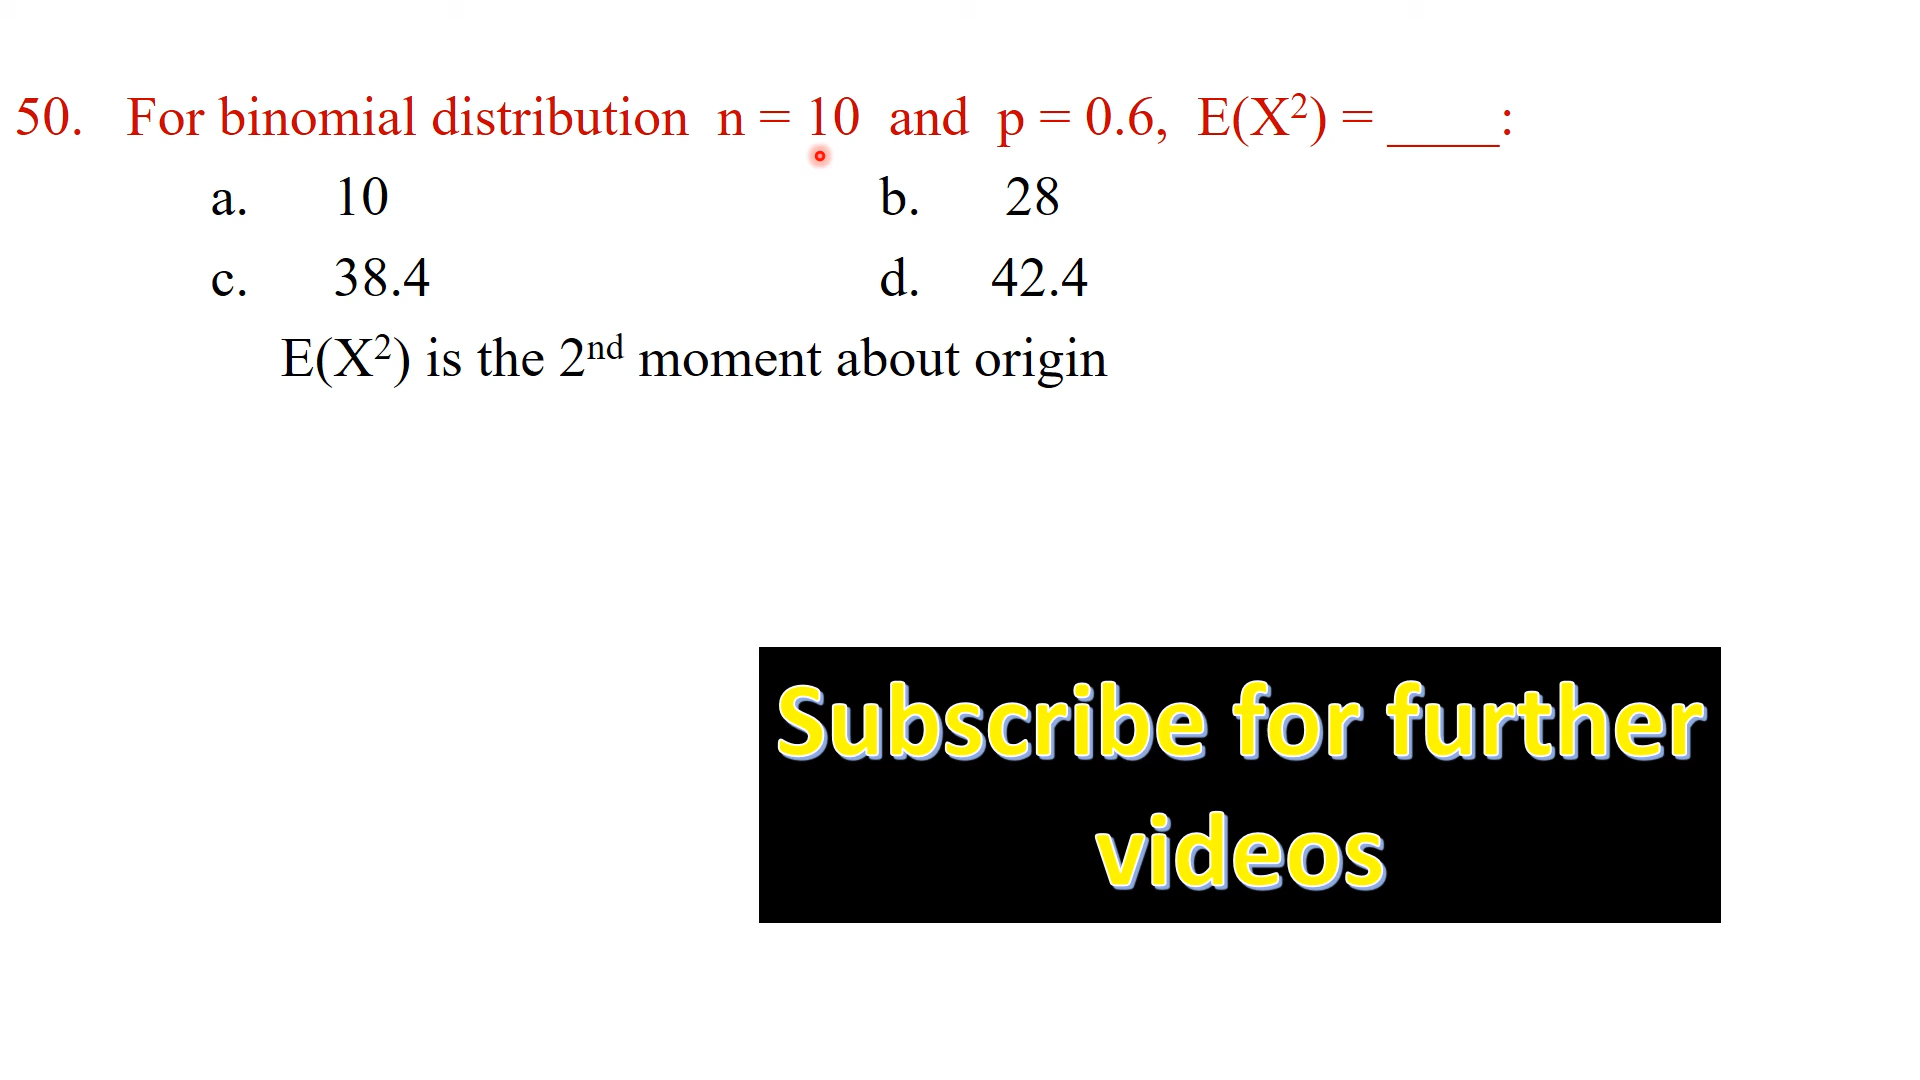 50. For binomial distribution n = 10 and p = 0.6, E(X²) = ____:
a. 10 b. 28
c. 38.4 d. 42.4
E(X²) is the 2nd moment about origin
Subscribe for further
videos